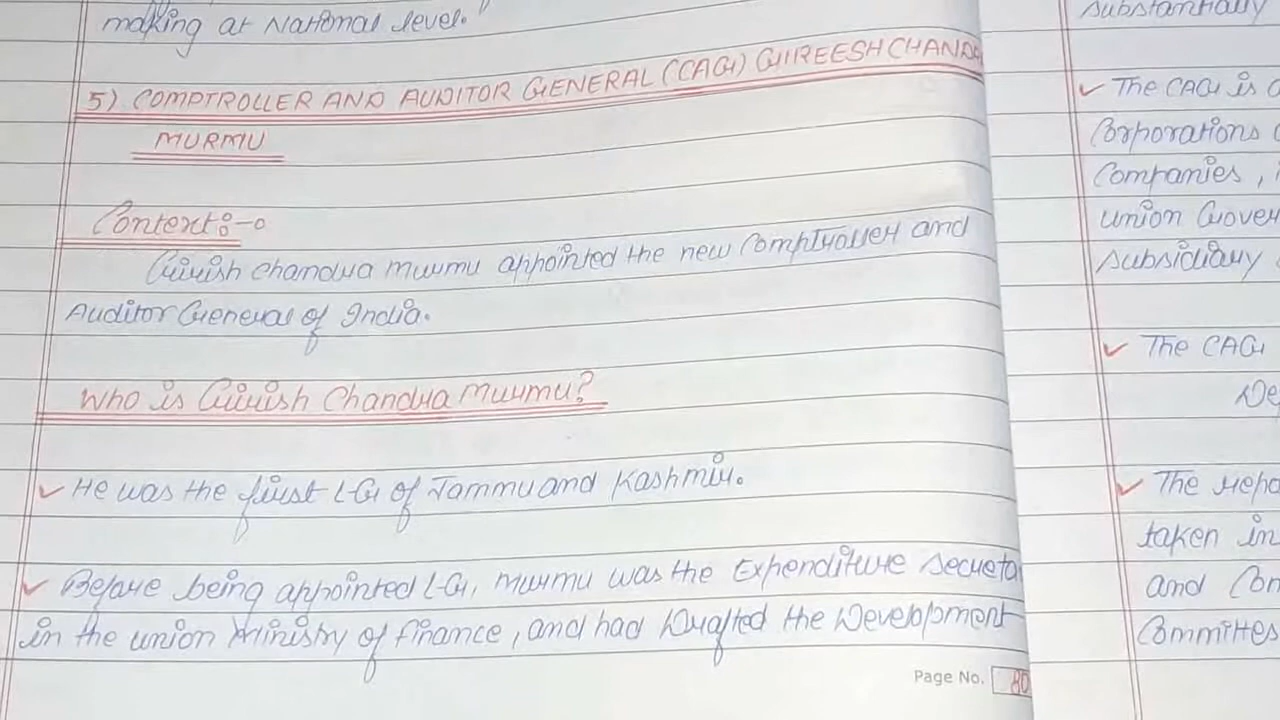 making at National level."
5) COMPTROLLER AND AUDITOR GENERAL (CAG) GIREESH CHAND
MURMU
Context:-
Girish Chandra Murmu appointed the new Comptroller and
Auditor General of India.
Who is Girish Chandra Murmu?
✓ He was the first LG of Jammu and Kashmir.
✓ Before being appointed LG, Murmu was the Expenditure Secreta
in the union Ministry of finance, and had Drafted the Development
Page No. 80
Substantially
✓ The CAG is
Corporations
Companies,
union Gover
subsidiary
✓ The CAG
De
✓ The repo
taken in
and Com
Committes